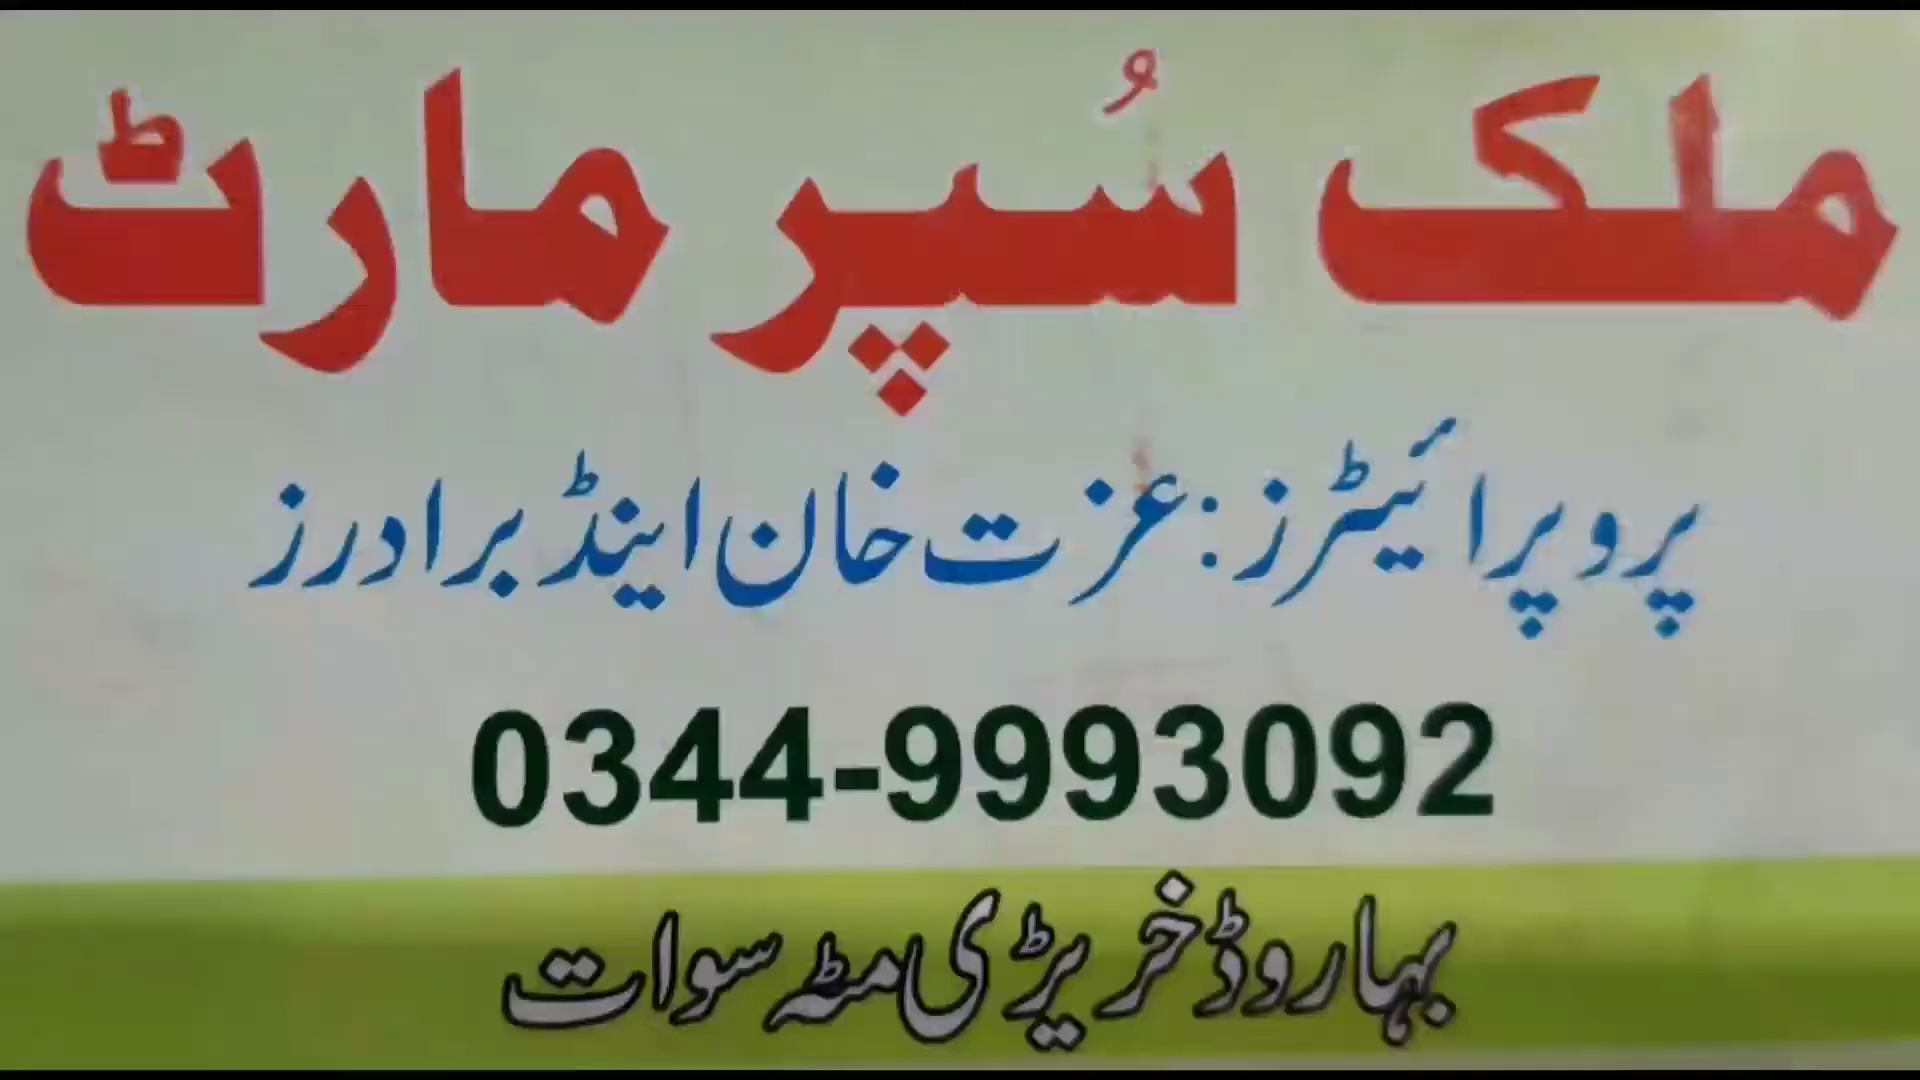 ملک سُپر مارٹ
پروپرائیٹرز: عزت خان اینڈ برادرز
0344-9993092
بہا روڈ خریڑی مٹہ سوات